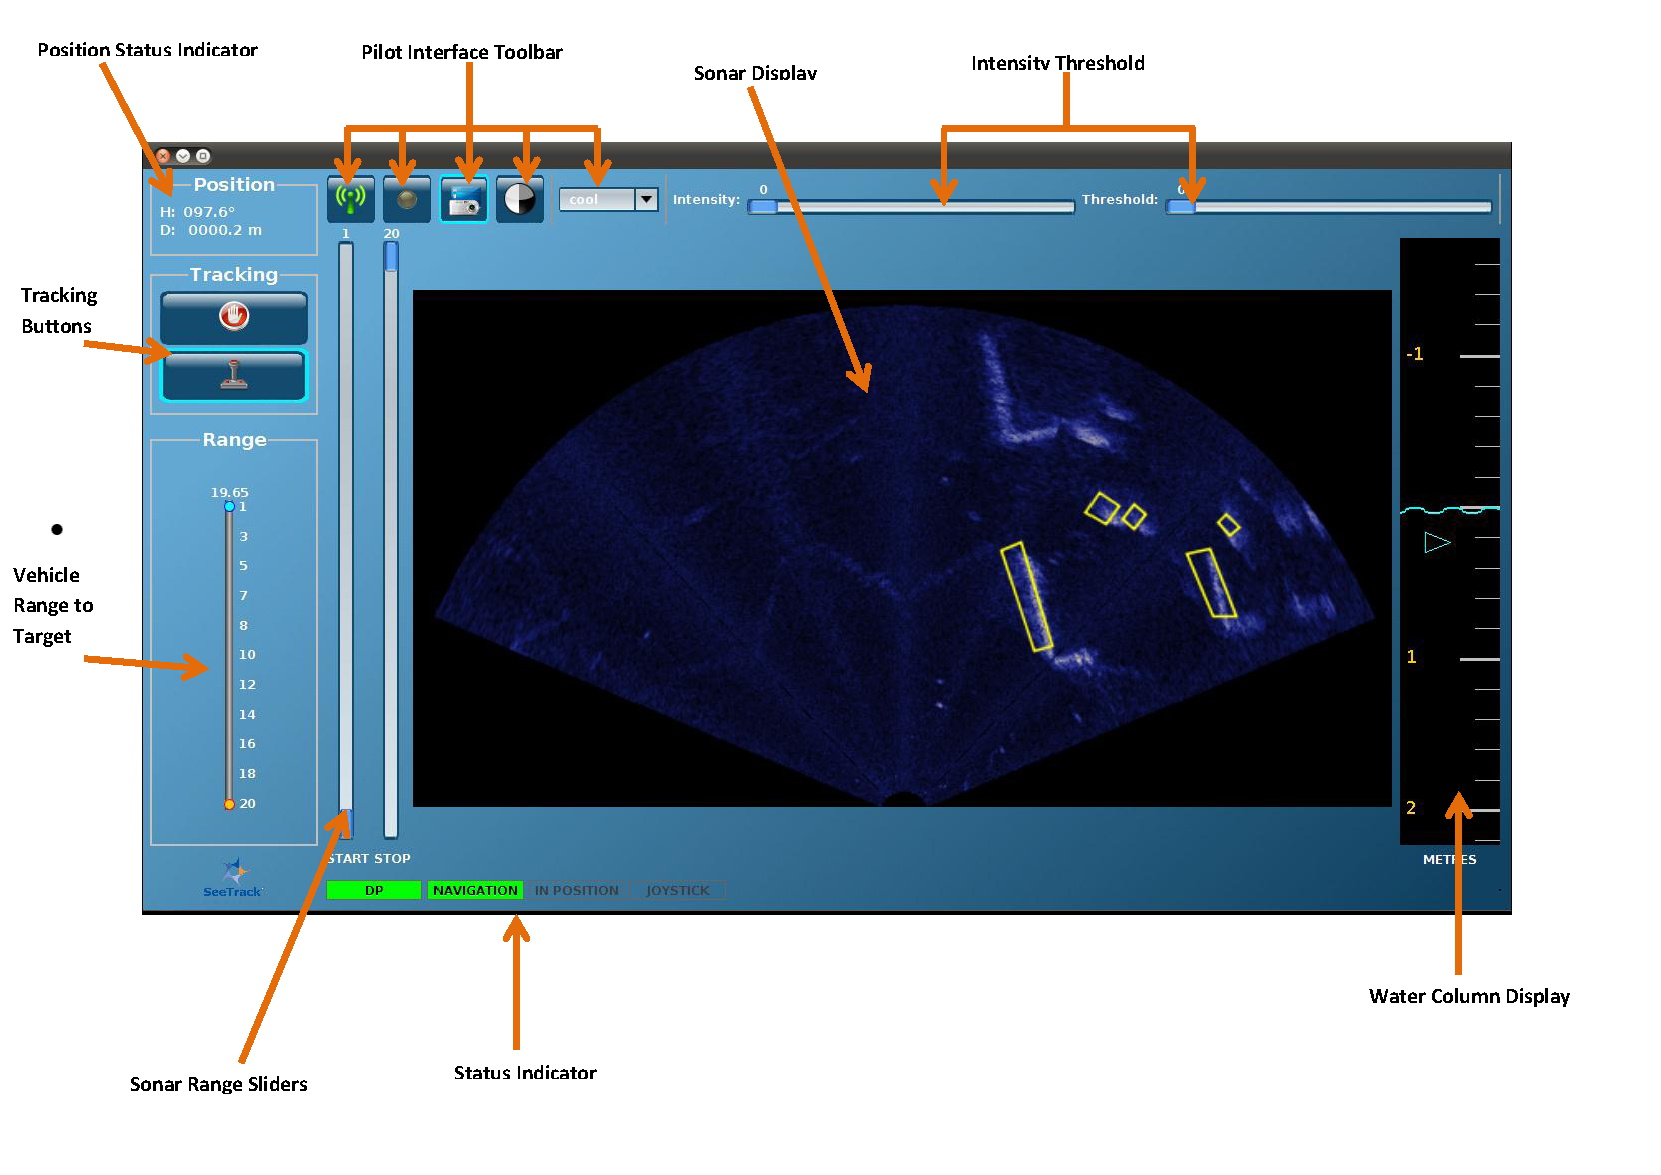 Position Status Indicator
Pilot Interface Toolbar
Sonar Display
Intensity Threshold
Position
H: 097.6°
D: 0000.2 m
cool
Intensity:
0
Threshold:
0
1
20
Tracking
Tracking
Buttons
Range
19.65
1
3
5
7
8
10
12
14
16
18
20
Vehicle
Range to
Target
-1
1
2
METRES
START STOP
SeeTrack
DP
NAVIGATION
IN POSITION
JOYSTICK
Water Column Display
Status Indicator
Sonar Range Sliders